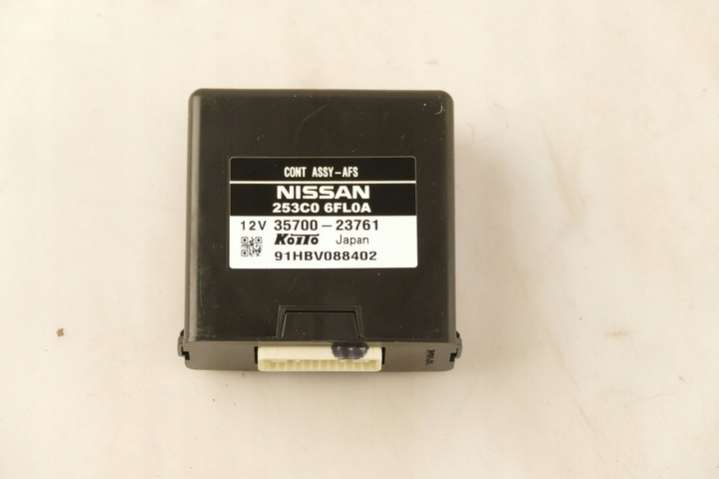 CONT ASSY-AFS
NISSAN
253C0 6FL0A
12V 35700-23761
KOITO Japan
91HBV088402